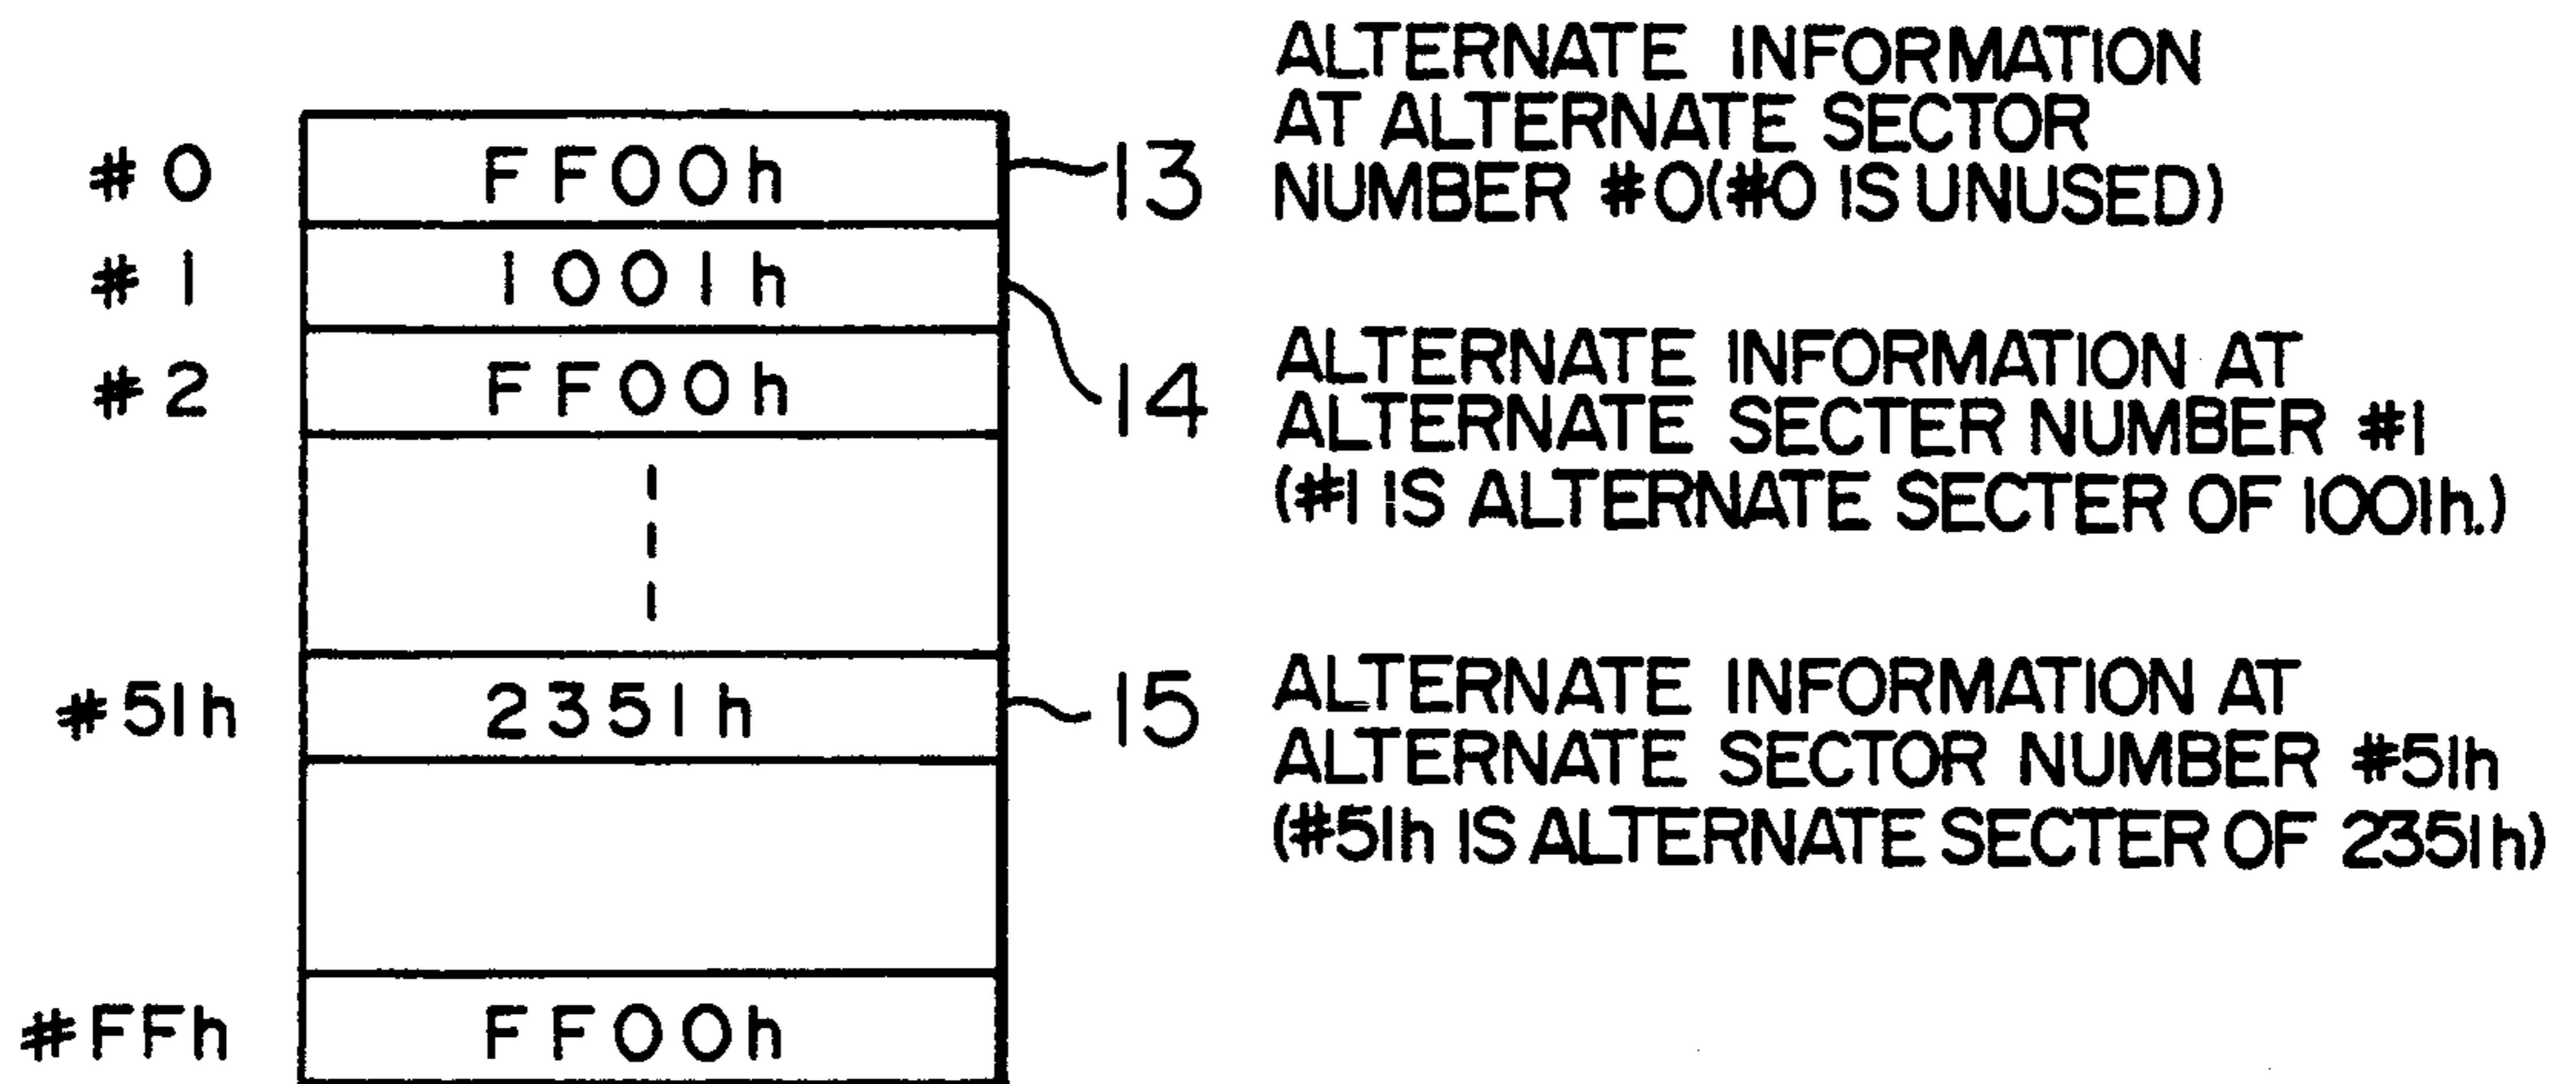 #0 FF00h 13 ALTERNATE INFORMATION
AT ALTERNATE SECTOR
NUMBER #0(#0 IS UNUSED)
#1 1001h
#2 FF00h 14 ALTERNATE INFORMATION AT
ALTERNATE SECTER NUMBER #1
(#1 IS ALTERNATE SECTER OF 1001h.)
#51h 2351h 15 ALTERNATE INFORMATION AT
ALTERNATE SECTOR NUMBER #51h
(#51h IS ALTERNATE SECTER OF 2351h)
#FFh FF00h